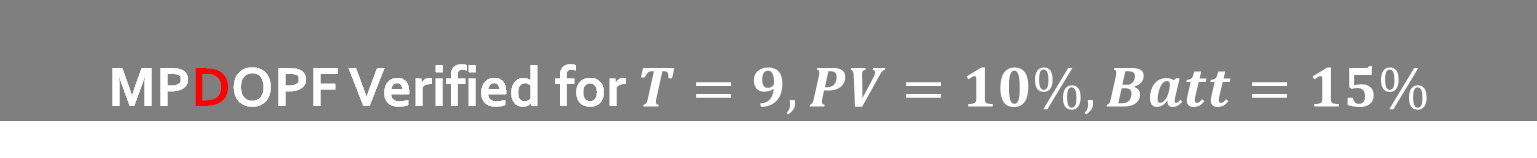 MPDOPF Verified for T = 9, PV = 10%, Batt = 15%